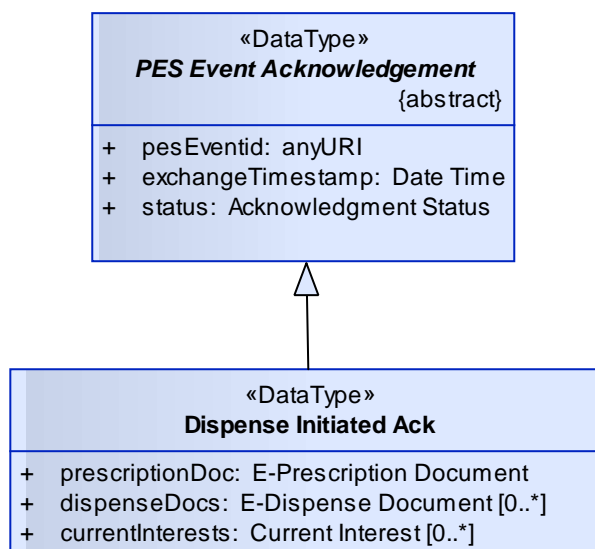 «DataType»
PES Event Acknowledgement
{abstract}
+ pesEventid: anyURI
+ exchangeTimestamp: Date Time
+ status: Acknowledgment Status
«DataType»
Dispense Initiated Ack
+ prescriptionDoc: E-Prescription Document
+ dispenseDocs: E-Dispense Document [0..*]
+ currentInterests: Current Interest [0..*]